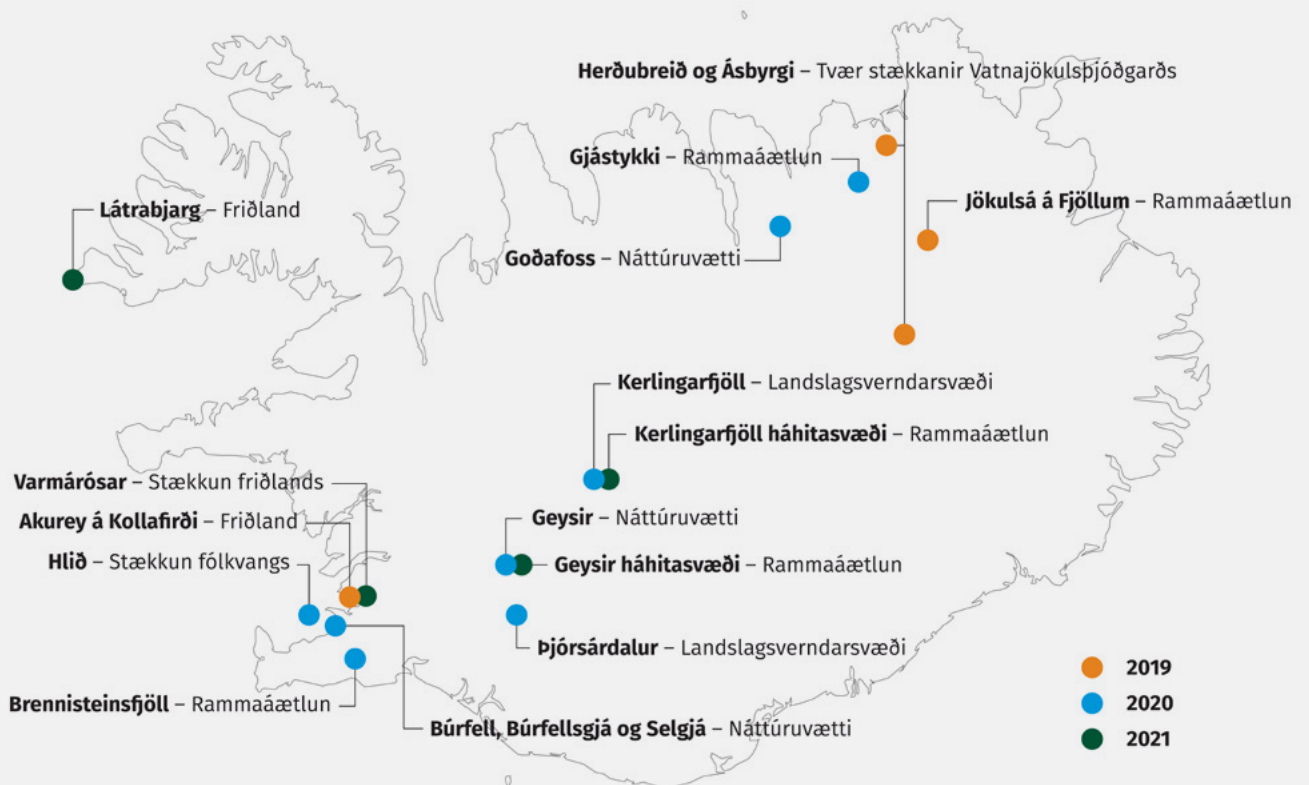 Herðubreið og Ásbyrgi – Tvær stækkanir Vatnajökulsþjóðgarðs
Gjástykki – Rammaáætlun
Látrabjarg – Friðland
Jökulsá á Fjöllum – Rammaáætlun
Goðafoss – Náttúruvætti
Kerlingarfjöll – Landslagsverndarsvæði
Kerlingarfjöll háhitasvæði – Rammaáætlun
Varmárósar – Stækkun friðlands
Akurey á Kollafirði – Friðland
Hlið – Stækkun fólkvangs
Geysir – Náttúruvætti
Geysir háhitasvæði – Rammaáætlun
Þjórsárdalur – Landslagsverndarsvæði
Brennisteinsfjöll – Rammaáætlun
Búrfell, Búrfellsgjá og Selgjá – Náttúruvætti
2019
2020
2021